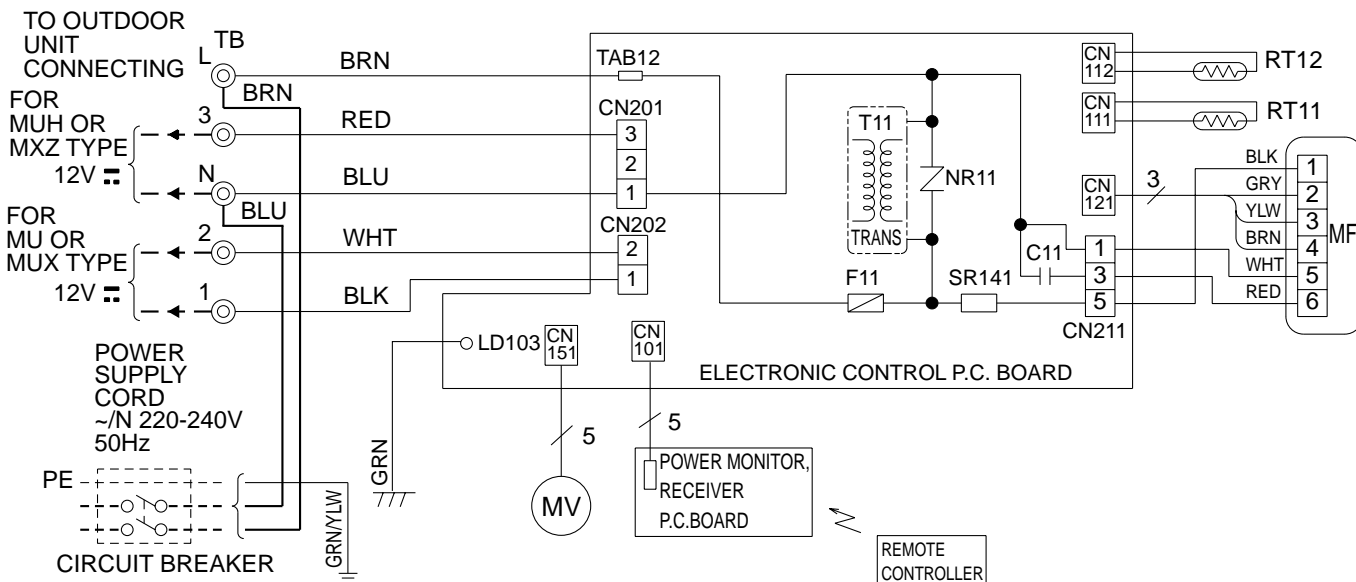 TO OUTDOOR
UNIT
CONNECTING
TB
L
BRN
BRN
FOR
MUH OR
MXZ TYPE
12V
3
RED
N
BLU
BLU
FOR
MU OR
MUX TYPE
12V
2
WHT
1
BLK
TAB12
CN201
3
2
1
CN202
2
1
T11
TRANS
NR11
F11
SR141
C11
1
3
5
CN211
CN
112
RT12
CN
111
RT11
CN
121
3
BLK
GRY
YLW
BRN
WHT
RED
1
2
3
4
5
6
MF
LD103
CN
151
CN
101
ELECTRONIC CONTROL P.C. BOARD
POWER
SUPPLY
CORD
~/N 220-240V
50Hz
PE
CIRCUIT BREAKER
GRN/YLW
GRN
5
MV
5
POWER MONITOR,
RECEIVER
P.C.BOARD
REMOTE
CONTROLLER